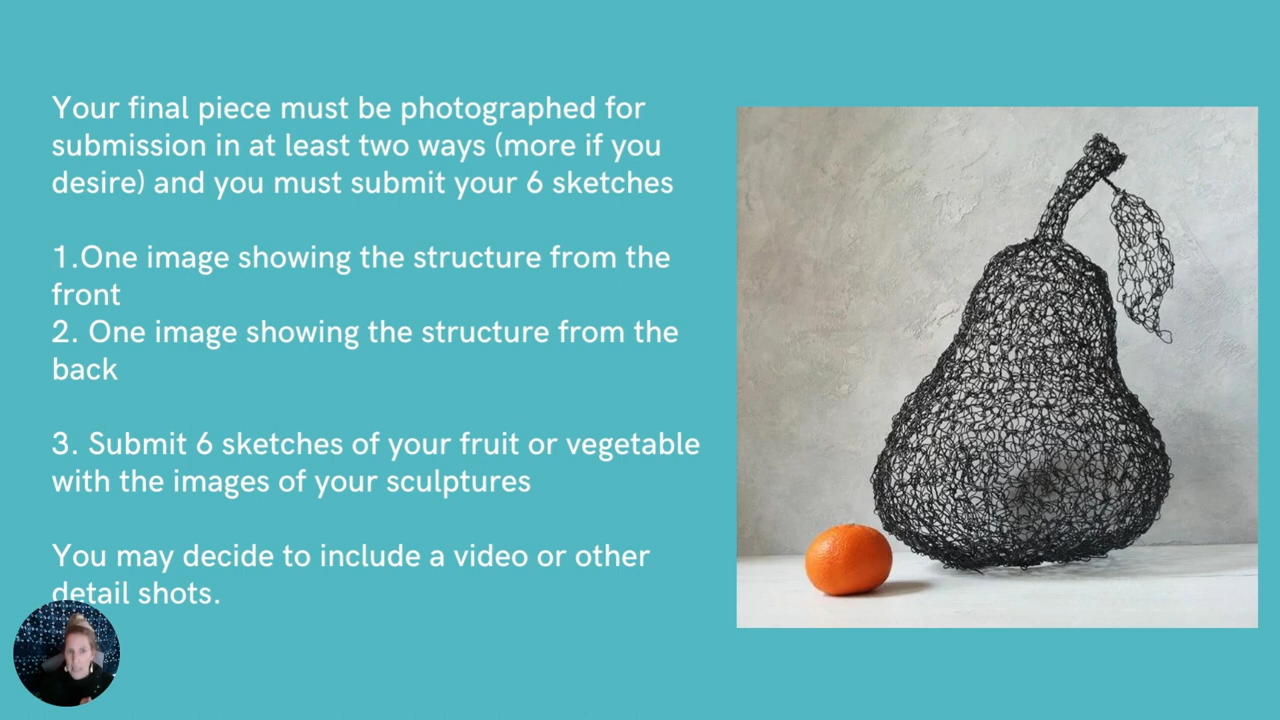 Your final piece must be photographed for
submission in at least two ways (more if you
desire) and you must submit your 6 sketches
1.One image showing the structure from the
front
2. One image showing the structure from the
back
3. Submit 6 sketches of your fruit or vegetable
with the images of your sculptures
You may decide to include a video or other
detail shots.